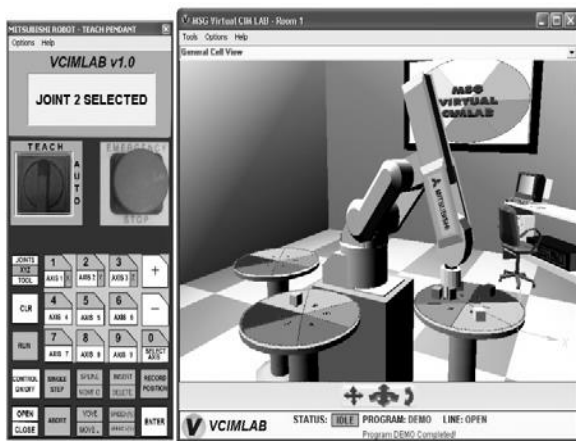 MITSUBISHI ROBOT - TEACH PENDANT
Options Help
VCIMLAB v1.0
JOINT 2 SELECTED
TEACH
AUTO
EMERGENCY
STOP
JOINTS
XYZ
TOOL
1
AXIS 1 X
2
AXIS 2 Y
3
AXIS 3 Z
+
CLR
4
AXIS 4
5
AXIS 5
6
AXIS 6
–
RUN
7
AXIS 7
8
AXIS 8
9
AXIS 9
0
SELECT AXIS
CONTROL ON/OFF
SINGLE STEP
INSERT
DELETE
RECORD POSITION
OPEN
CLOSE
ABORT
MOVE
MOVE L
ENTER
MSG Virtual CIM LAB - Room 1
Tools Options Help
General Cell View
MSG
VIRTUAL
CIMLAB
MITSUBISHI
VCIMLAB
STATUS: IDLE PROGRAM: DEMO LINE: OPEN
Program DEMO Completed!